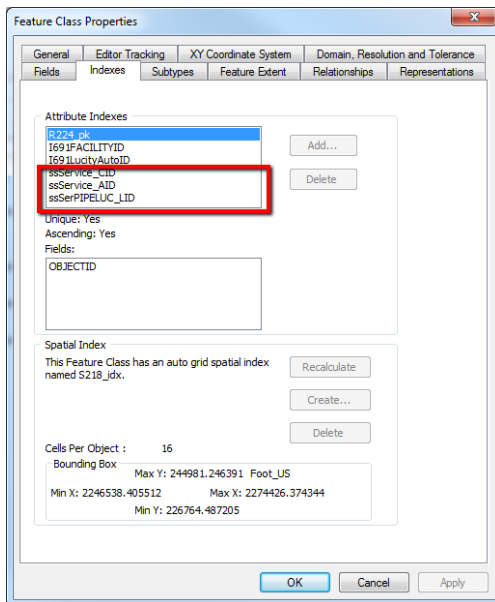 Feature Class Properties
General Editor Tracking XY Coordinate System Domain, Resolution and Tolerance
Fields Indexes Subtypes Feature Extent Relationships Representations
Attribute Indexes
R224_pk
I691FACILITYID
I691LucityAutoID
ssService_CID
ssService_AID
ssSerPIPELUC_LID
Add...
Delete
Unique: Yes
Ascending: Yes
Fields:
OBJECTID
Spatial Index
This Feature Class has an auto grid spatial index
named S218_idx.
Recalculate
Create...
Delete
Cells Per Object : 16
Bounding Box
Max Y: 244981.246391 Foot_US
Min X: 2246538.405512 Max X: 2274426.374344
Min Y: 226764.487205
OK Cancel Apply